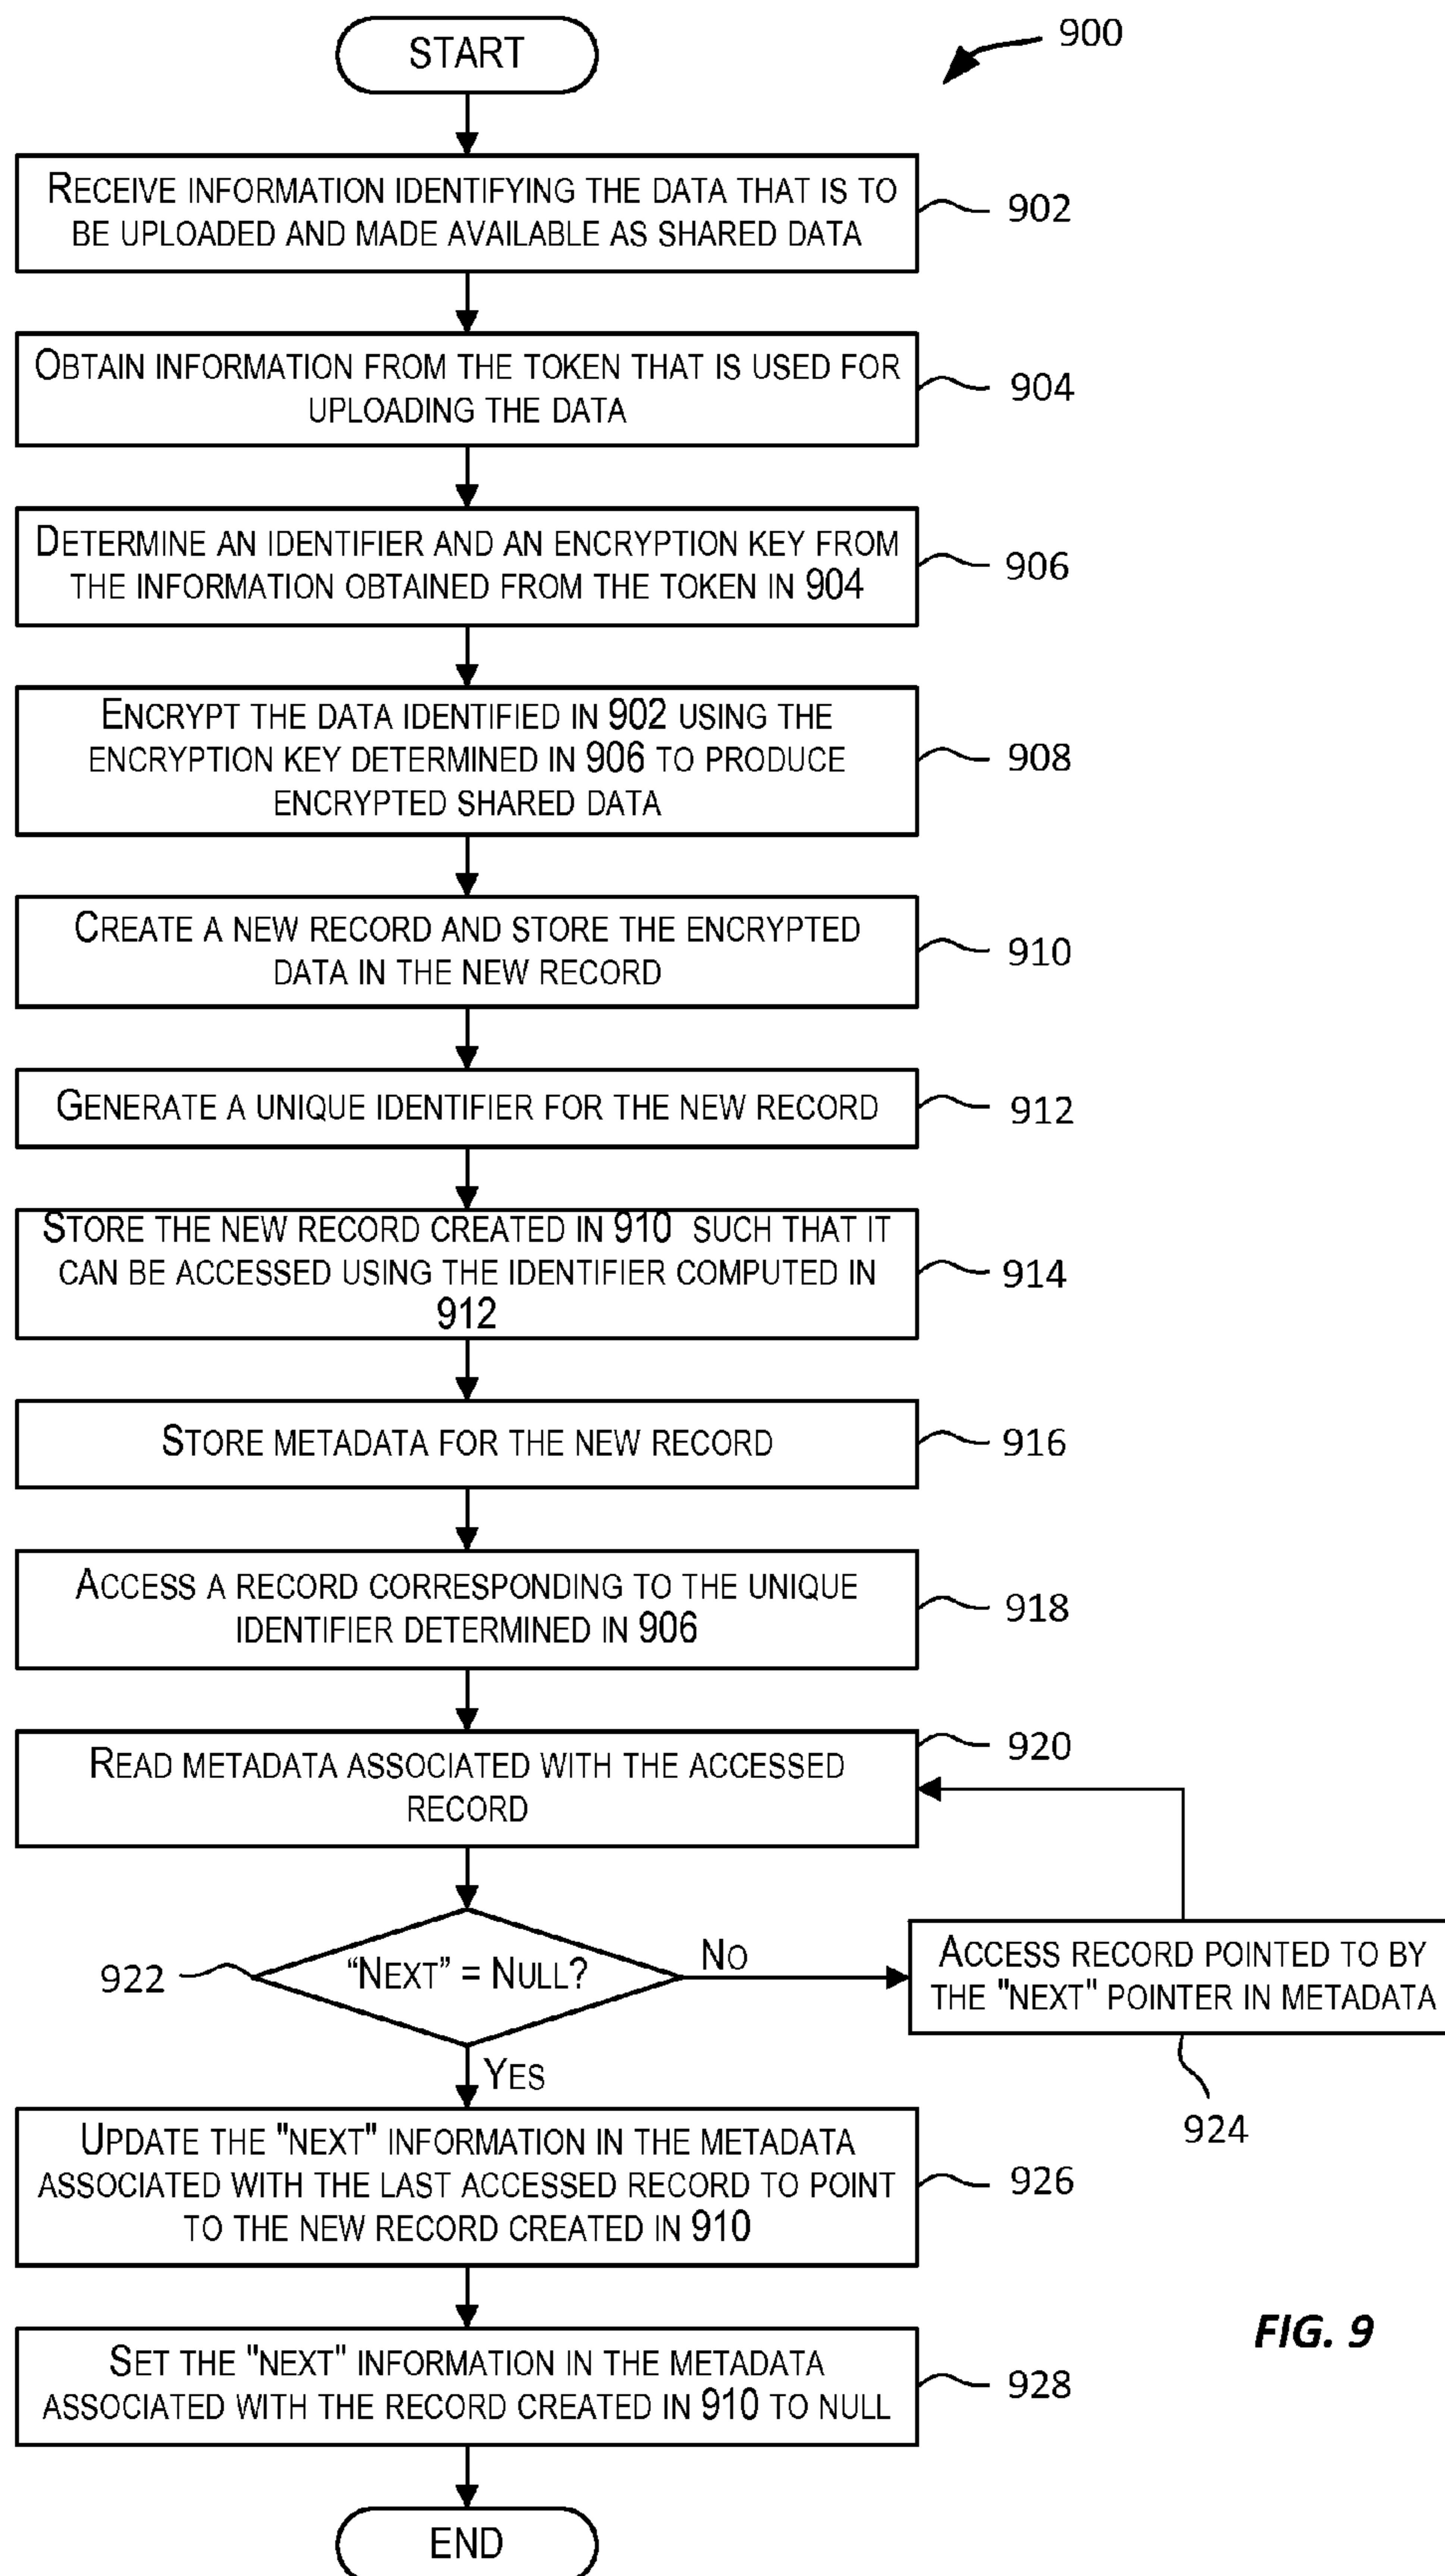 START
900
RECEIVE INFORMATION IDENTIFYING THE DATA THAT IS TO
BE UPLOADED AND MADE AVAILABLE AS SHARED DATA
902
OBTAIN INFORMATION FROM THE TOKEN THAT IS USED FOR
UPLOADING THE DATA
904
DETERMINE AN IDENTIFIER AND AN ENCRYPTION KEY FROM
THE INFORMATION OBTAINED FROM THE TOKEN IN 904
906
ENCRYPT THE DATA IDENTIFIED IN 902 USING THE
ENCRYPTION KEY DETERMINED IN 906 TO PRODUCE
ENCRYPTED SHARED DATA
908
CREATE A NEW RECORD AND STORE THE ENCRYPTED
DATA IN THE NEW RECORD
910
GENERATE A UNIQUE IDENTIFIER FOR THE NEW RECORD
912
STORE THE NEW RECORD CREATED IN 910 SUCH THAT IT
CAN BE ACCESSED USING THE IDENTIFIER COMPUTED IN
912
914
STORE METADATA FOR THE NEW RECORD
916
ACCESS A RECORD CORRESPONDING TO THE UNIQUE
IDENTIFIER DETERMINED IN 906
918
READ METADATA ASSOCIATED WITH THE ACCESSED
RECORD
920
922
“NEXT” = NULL?
NO
ACCESS RECORD POINTED TO BY
THE "NEXT" POINTER IN METADATA
924
YES
UPDATE THE "NEXT" INFORMATION IN THE METADATA
ASSOCIATED WITH THE LAST ACCESSED RECORD TO POINT
TO THE NEW RECORD CREATED IN 910
926
SET THE "NEXT" INFORMATION IN THE METADATA
ASSOCIATED WITH THE RECORD CREATED IN 910 TO NULL
928
FIG. 9
END